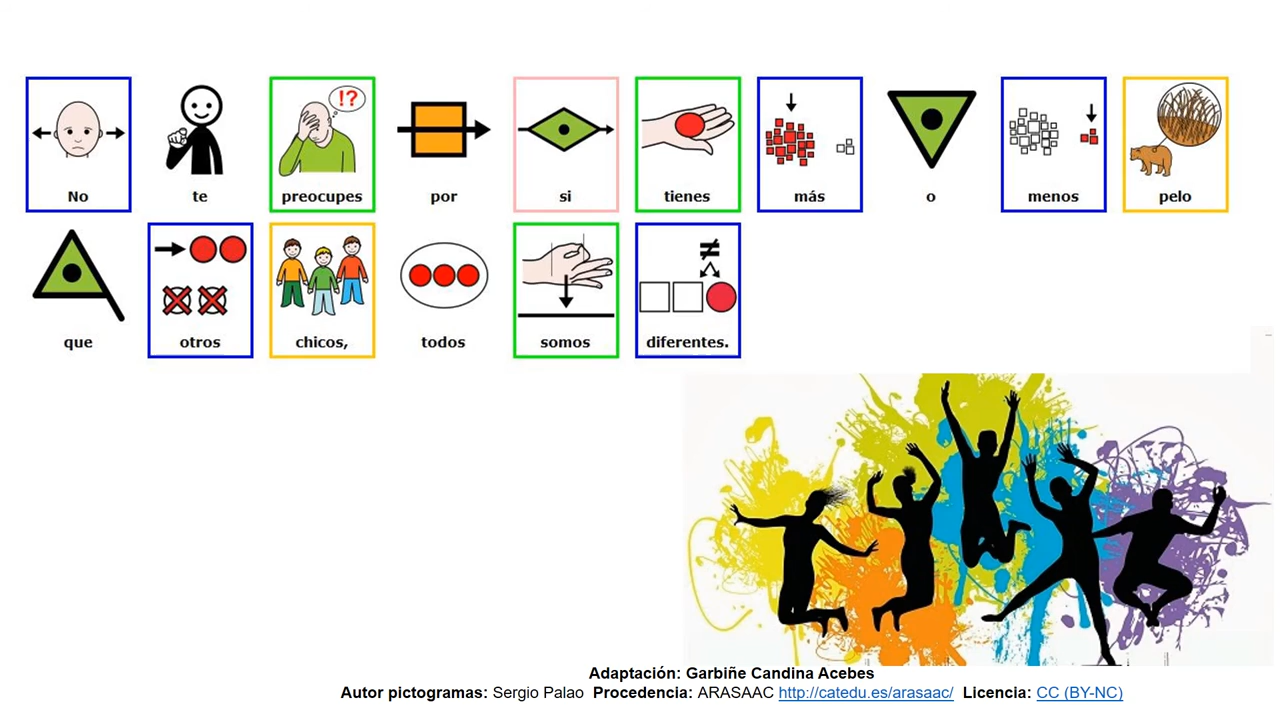 !?
No te preocupes por si tienes más o menos pelo
que otros chicos, todos somos diferentes.
Adaptación: Garbiñe Candina Acebes
Autor pictogramas: Sergio Palao Procedencia: ARASAAC http://catedu.es/arasaac/ Licencia: CC (BY-NC)